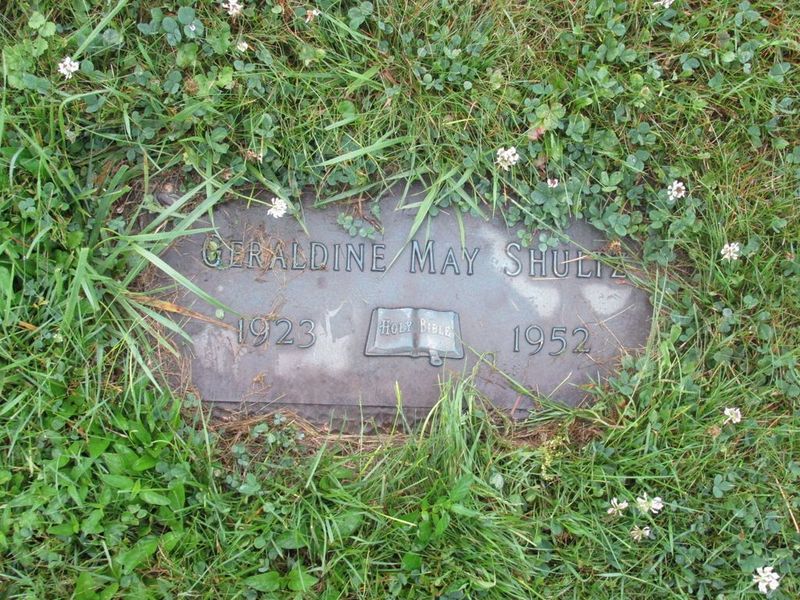 GERALDINE MAY SHULTZ
1923 HOLY BIBLE 1952